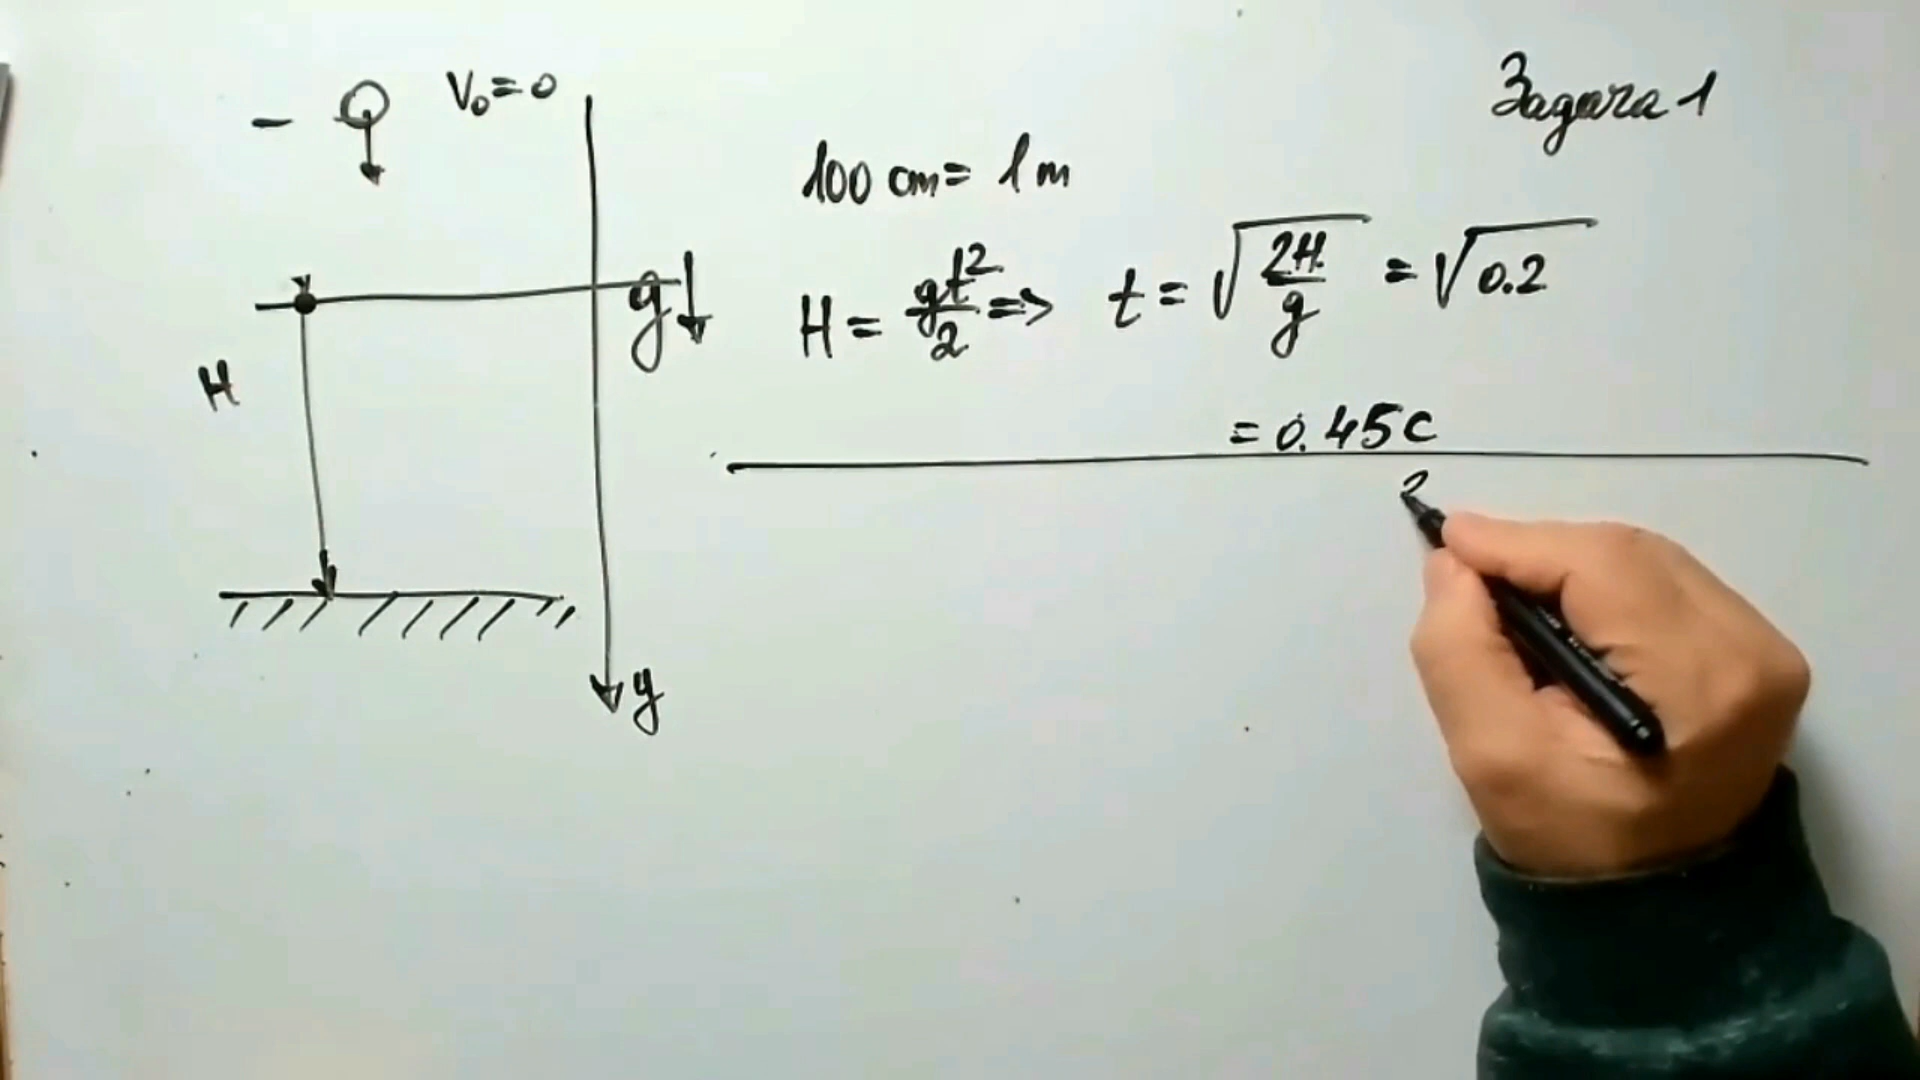 Задача 1
V₀ = 0
100 cm = 1 m
g
H = gt²/2 => t = √(2H/g) = √0.2
H
= 0.45 c
y